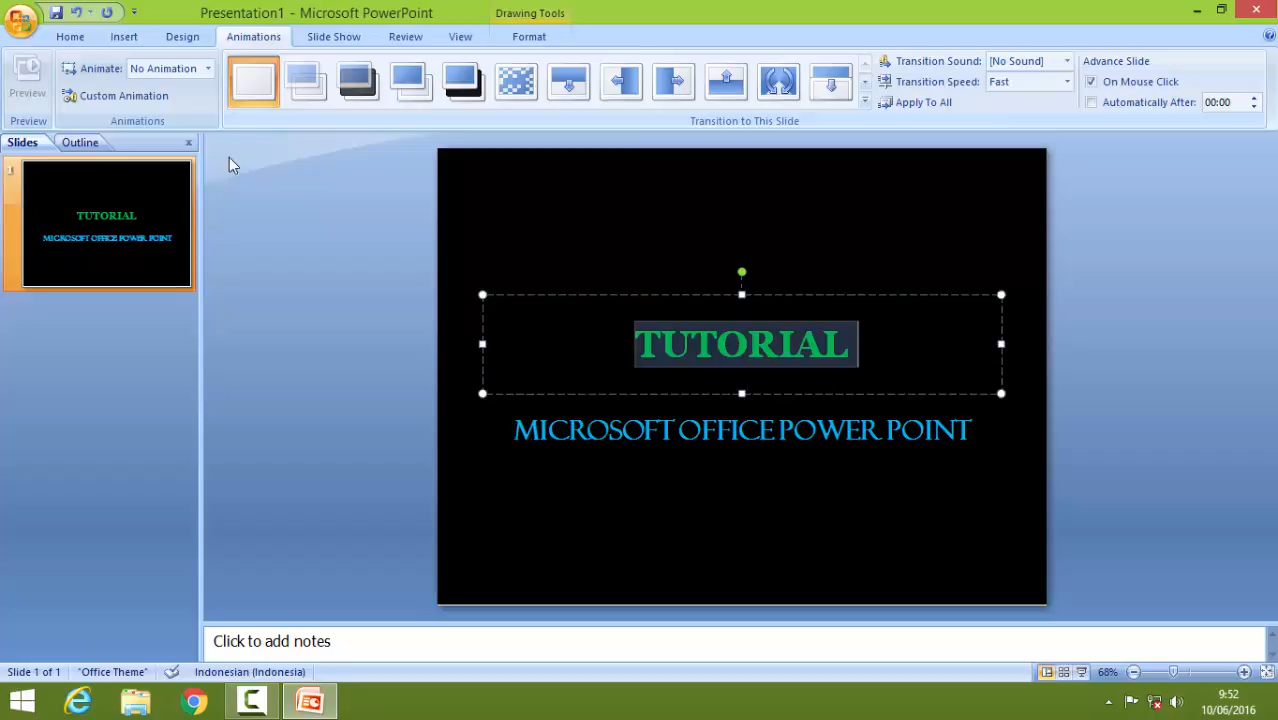 Presentation1 - Microsoft PowerPoint
Drawing Tools
Home Insert Design Animations Slide Show Review View Format
Preview
Preview
Animate: No Animation
Custom Animation
Animations
Transition to This Slide
Transition Sound: [No Sound]
Transition Speed: Fast
Apply To All
Advance Slide
On Mouse Click
Automatically After: 00:00
Slides Outline
1
TUTORIAL
MICROSOFT OFFICE POWER POINT
TUTORIAL
MICROSOFT OFFICE POWER POINT
Click to add notes
Slide 1 of 1 "Office Theme" Indonesian (Indonesia) 68%
9:52
10/06/2016